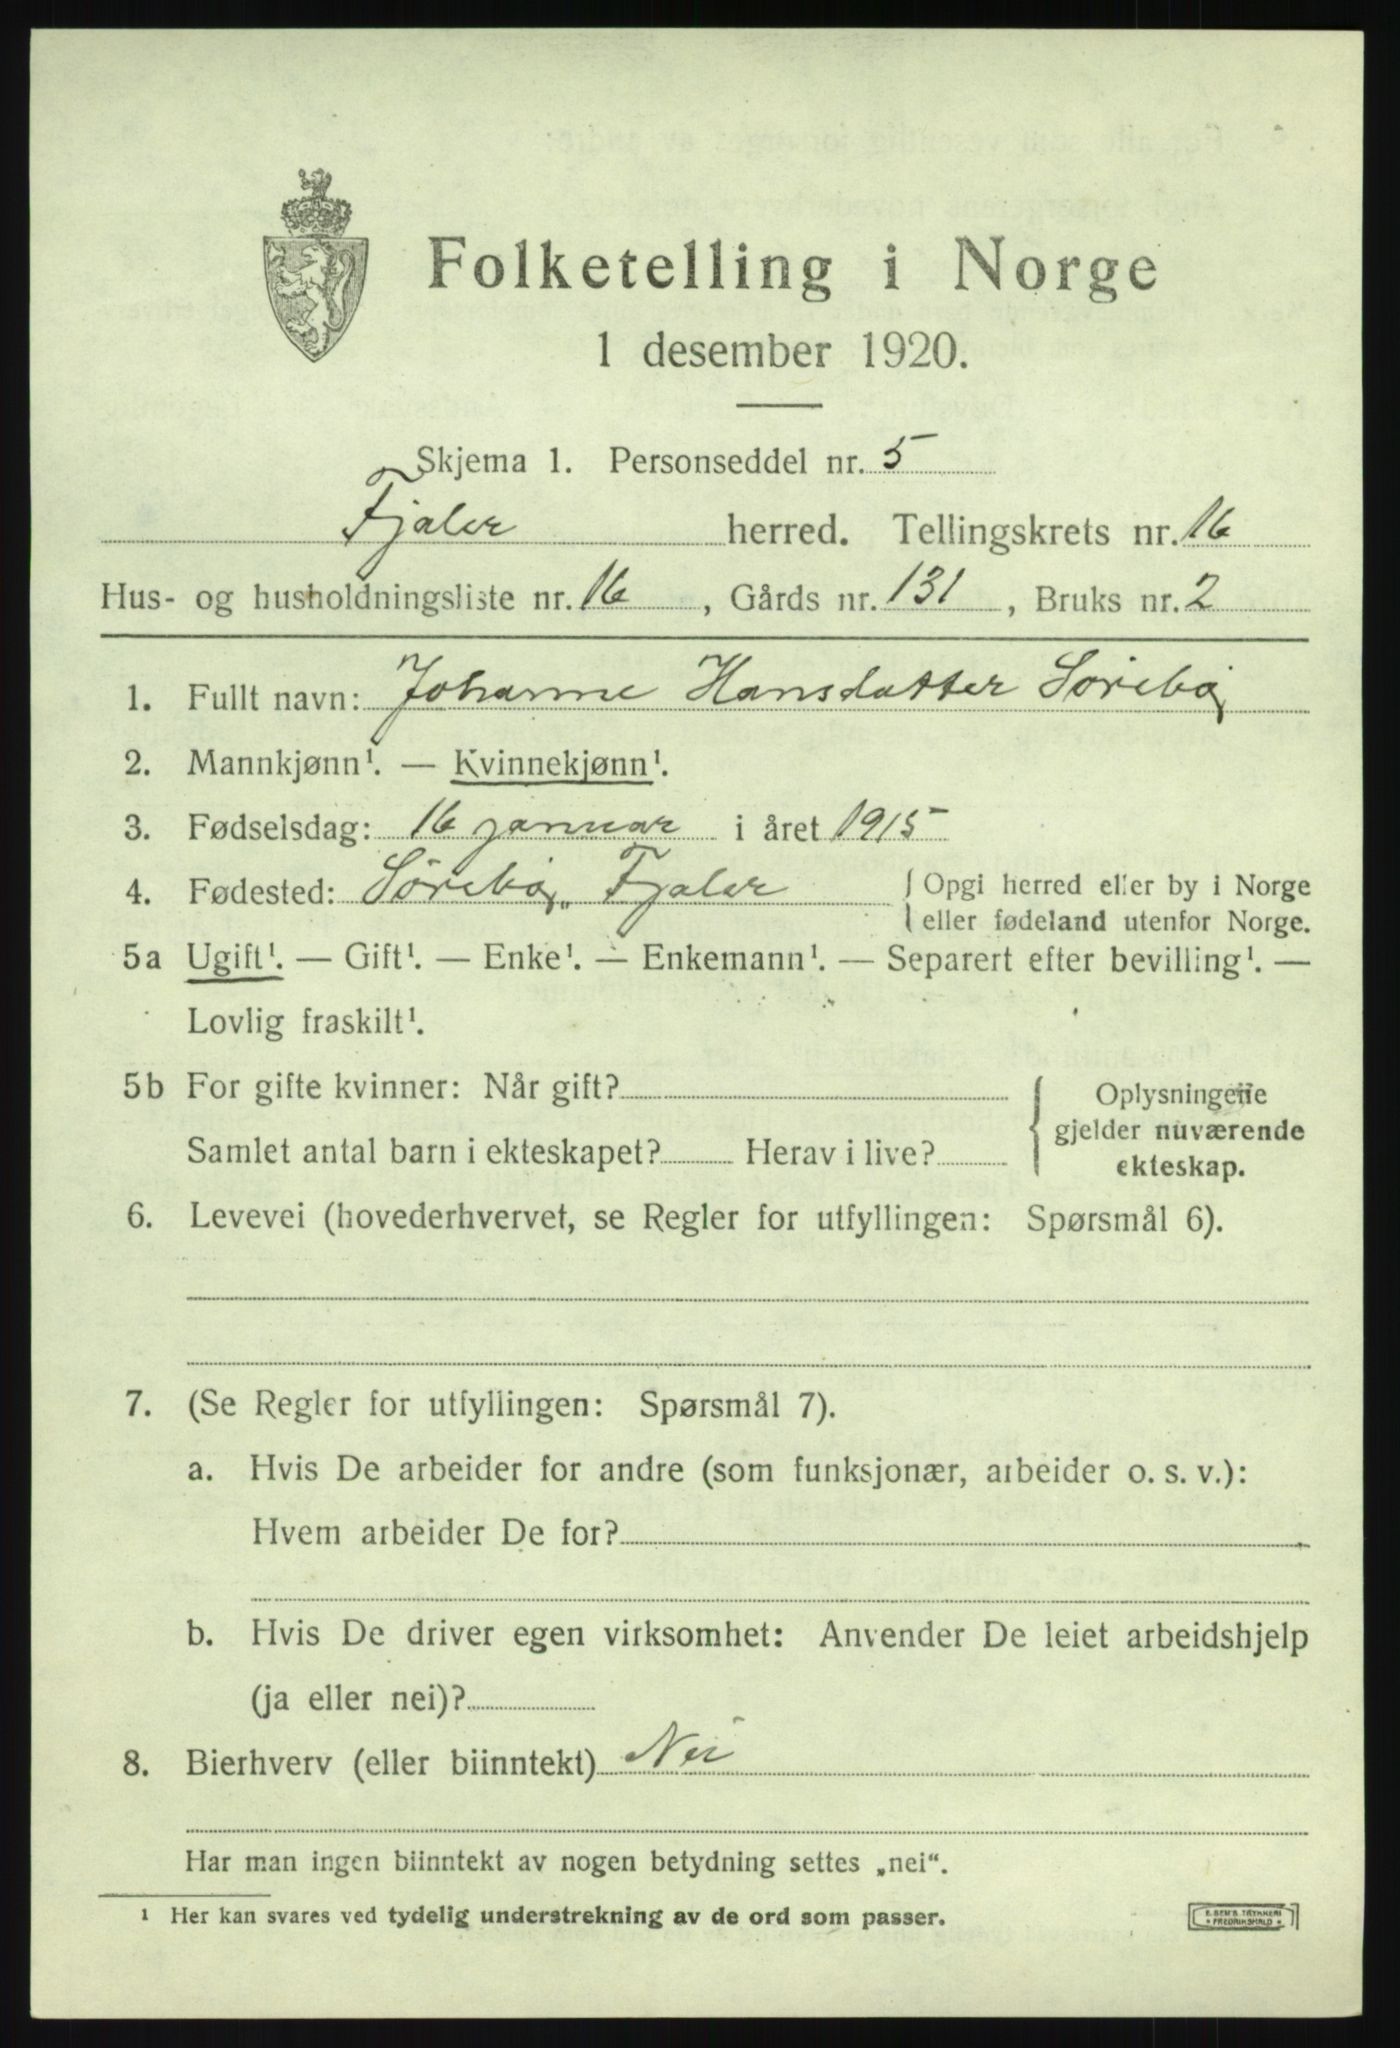 Folketelling i Norge
1 desember 1920.
Skjema 1. Personseddel nr. 5
Fjaler herred. Tellingskrets nr. 16
Hus- og husholdningsliste nr. 16, Gårds nr. 131, Bruks nr. 2
1. Fullt navn: Johanne Hansdatter Sörebö
2. Mannkjønn¹. — Kvinnekjønn¹.
3. Fødselsdag: 16 januar i året 1915
4. Fødested: Sörebö, Fjaler { Opgi herred eller by i Norge
eller fødeland utenfor Norge.
5a Ugift¹. — Gift¹. — Enke¹. — Enkemann¹. — Separert efter bevilling¹. —
Lovlig fraskilt¹.
5b For gifte kvinner: Når gift?
Samlet antal barn i ekteskapet? Herav i live?
Oplysningene
gjelder nuværende
ekteskap.
6. Levevei (hovederhvervet, se Regler for utfyllingen: Spørsmål 6).
7. (Se Regler for utfyllingen: Spørsmål 7).
a. Hvis De arbeider for andre (som funksjonær, arbeider o. s. v.):
Hvem arbeider De for?
b. Hvis De driver egen virksomhet: Anvender De leiet arbeidshjelp
(ja eller nei)?
8. Bierhverv (eller biinntekt) Nei
Har man ingen biinntekt av nogen betydning settes „nei“.
¹ Her kan svares ved tydelig understrekning av de ord som passer.
E. SEM'S TRYKKERI
FREDRIKSHALD